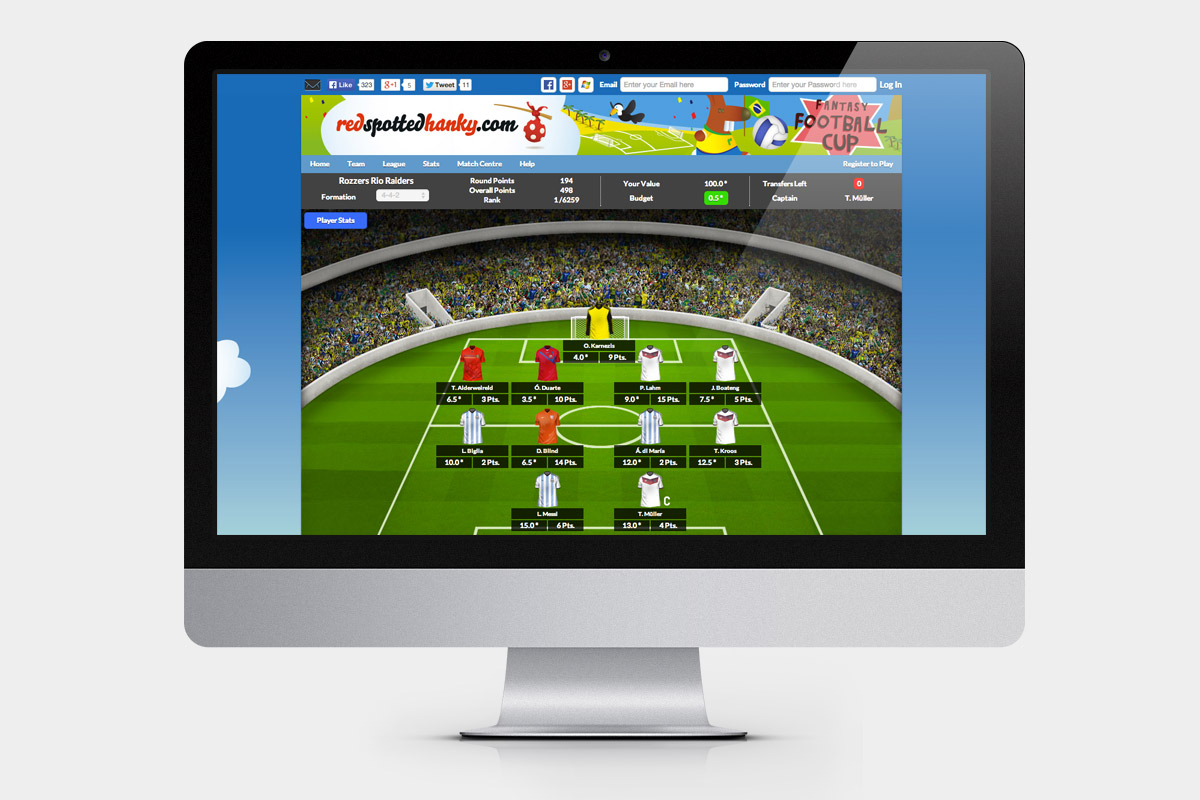 Like 323 g+1 5 Tweet 11 Email Enter your Email here Password Enter your Password here Log In
redspottedhanky.com
FANTASY
FOOTBALL
CUP
Home Team League Stats Match Centre Help Register to Play
Rozzers Rio Raiders
Formation 4-4-2
Round Points 194
Overall Points 498
Rank 1/6259
Your Value 100.0*
Budget 0.5*
Transfers Left 0
Captain T. Müller
Player Stats
O. Karnezis
4.0* 9 Pts.
T. Alderweireld Ó. Duarte P. Lahm J. Boateng
6.5* 3 Pts. 3.5* 10 Pts. 9.0* 15 Pts. 7.5* 5 Pts.
L. Biglia D. Blind Á. di María T. Kroos
10.0* 2 Pts. 6.5* 14 Pts. 12.0* 2 Pts. 12.5* 3 Pts.
C
L. Messi T. Müller
15.0* 6 Pts. 13.0* 4 Pts.